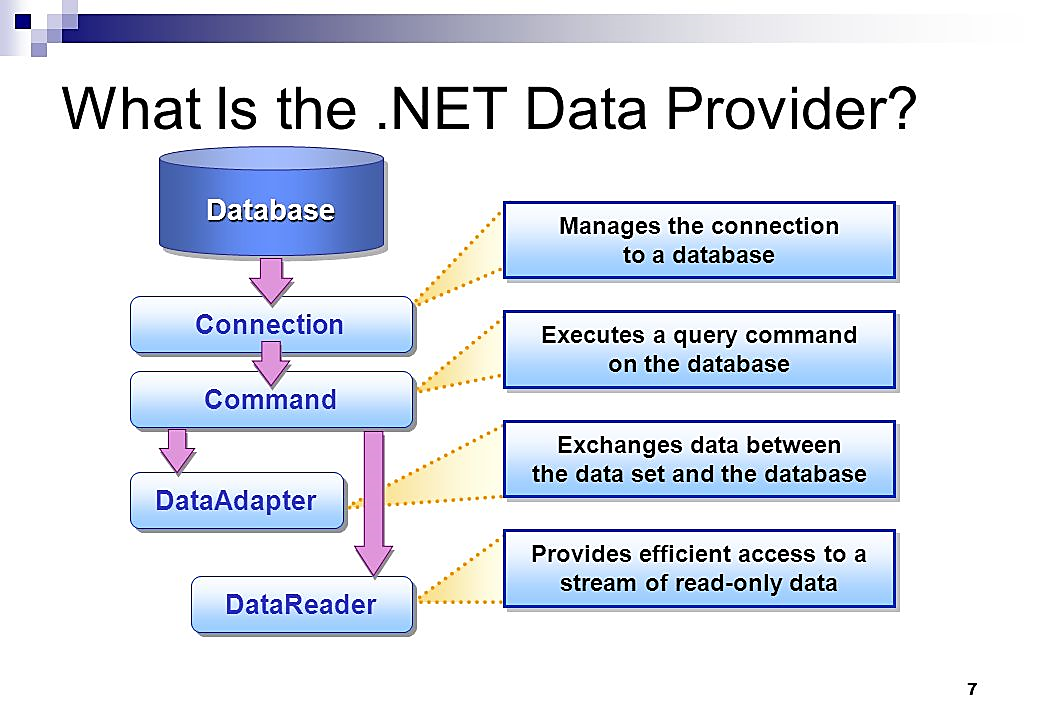 What Is the .NET Data Provider?
Database
Manages the connection
to a database
Connection
Executes a query command
on the database
Command
Exchanges data between
the data set and the database
DataAdapter
Provides efficient access to a
stream of read-only data
DataReader
7